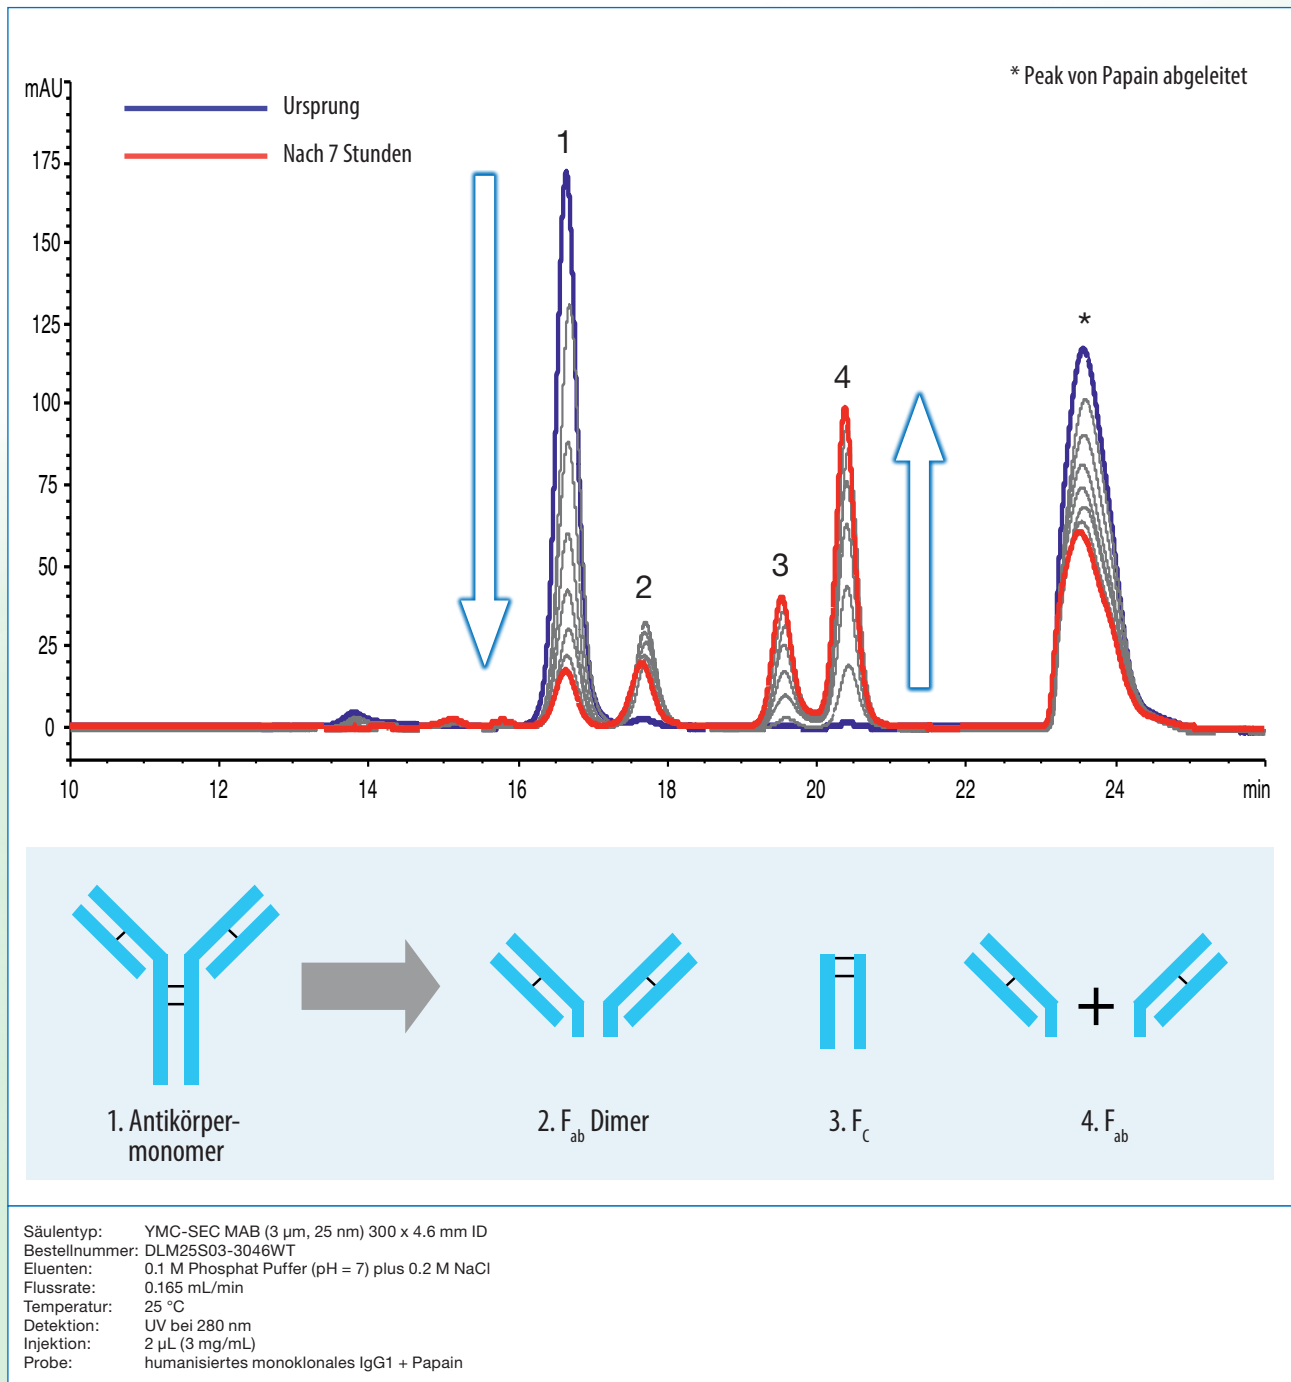 * Peak von Papain abgeleitet
mAU
Ursprung
Nach 7 Stunden
175
150
125
100
75
50
25
0
1
2
3
4
*
10 12 14 16 18 20 22 24 min
1. Antikörper-
monomer
2. Fab Dimer
3. FC
4. Fab
+
Säulentyp: YMC-SEC MAB (3 µm, 25 nm) 300 x 4.6 mm ID
Bestellnummer: DLM25S03-3046WT
Eluenten: 0.1 M Phosphat Puffer (pH = 7) plus 0.2 M NaCl
Flussrate: 0.165 mL/min
Temperatur: 25 °C
Detektion: UV bei 280 nm
Injektion: 2 µL (3 mg/mL)
Probe: humanisiertes monoklonales IgG1 + Papain